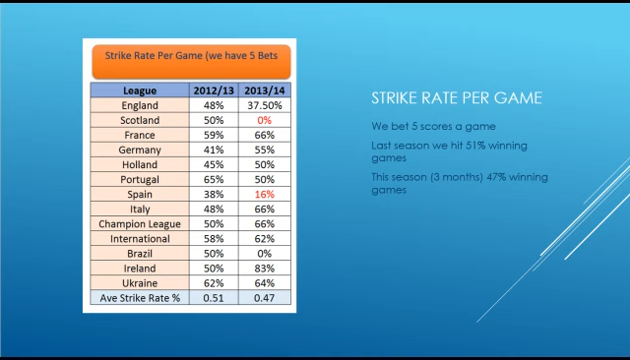 Strike Rate Per Game (we have 5 Bets
League 2012/13 2013/14
England 48% 37.50%
Scotland 50% 0%
France 59% 66%
Germany 41% 55%
Holland 45% 50%
Portugal 65% 50%
Spain 38% 16%
Italy 48% 66%
Champion League 50% 66%
International 58% 62%
Brazil 50% 0%
Ireland 50% 83%
Ukraine 62% 64%
Ave Strike Rate % 0.51 0.47
STRIKE RATE PER GAME
We bet 5 scores a game
Last season we hit 51% winning
games
This season (3 months) 47% winning
games